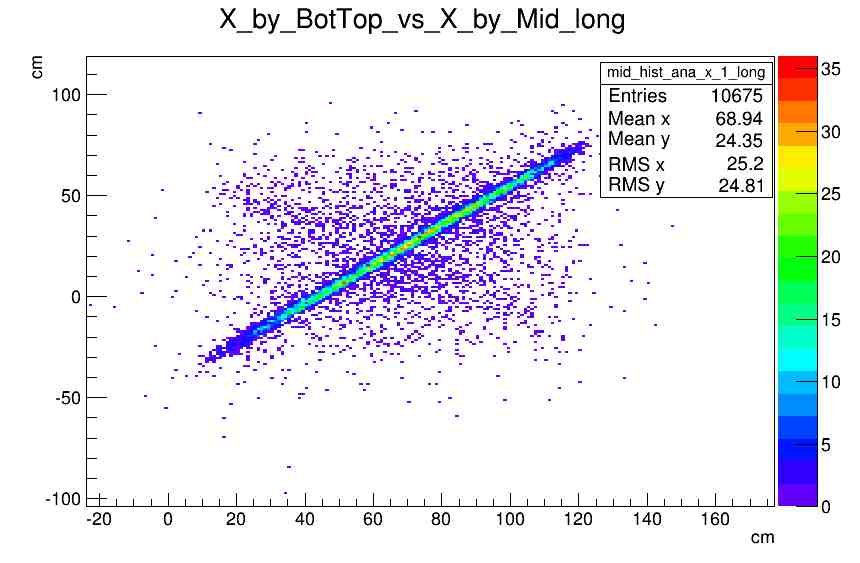 X_by_BotTop_vs_X_by_Mid_long
cm
mid_hist_ana_x_1_long
Entries 10675
Mean x 68.94
Mean y 24.35
RMS x 25.2
RMS y 24.81
100
50
0
-50
-100
-20 0 20 40 60 80 100 120 140 160
cm
35
30
25
20
15
10
5
0